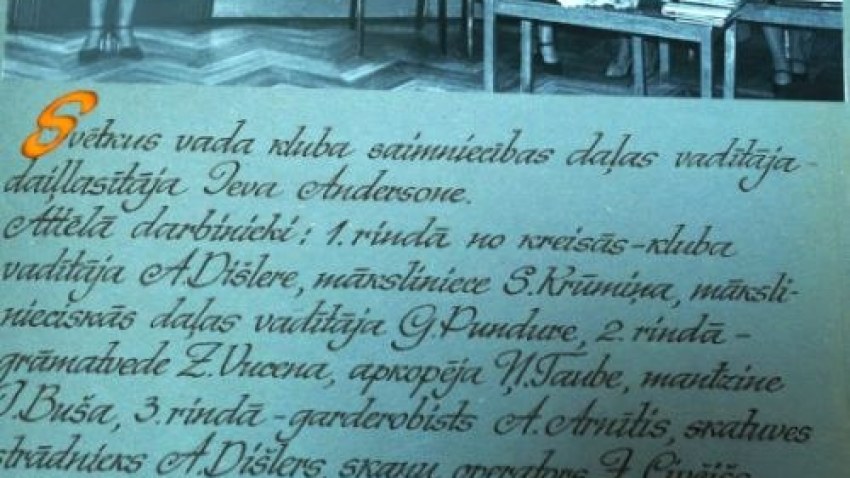 Svētkus vada kluba saimniecības daļas vadītāja-
daiļlasītāja Ieva Andersone.
Attēlā darbinieki: 1. rindā no kreisās-kluba
vadītāja A.Dišlere, māksliniece S.Krūmiņa, māksli-
nieciskās daļas vadītāja G.Pundure, 2. rindā -
grāmatvede Z.Vucena, apkopēja Ņ.Taube, mantzine
J.Buša, 3. rindā - garderobists A.Arnītis, skatuves
strādnieks A.Dišlers, skaņu operators